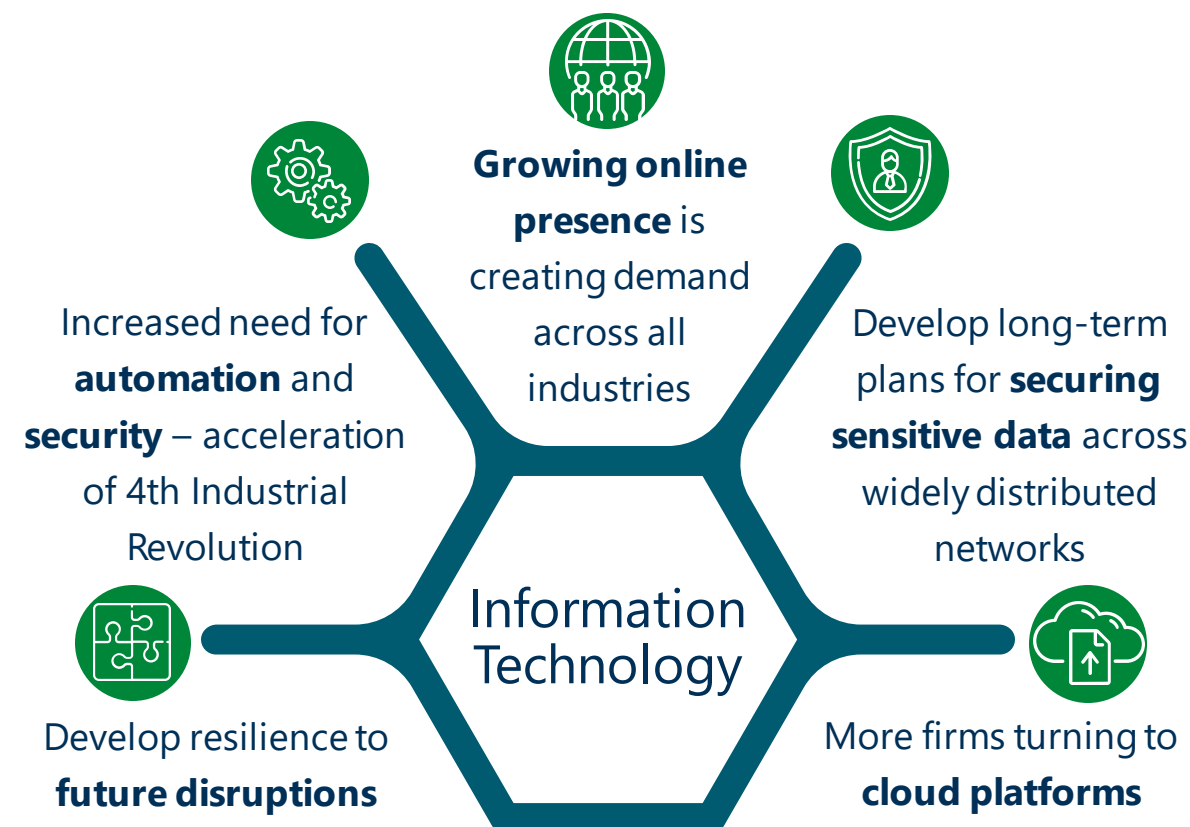 Growing online
presence is
creating demand
across all
industries
Increased need for
automation and
security – acceleration
of 4th Industrial
Revolution
Develop long-term
plans for securing
sensitive data across
widely distributed
networks
Information
Technology
Develop resilience to
future disruptions
More firms turning to
cloud platforms